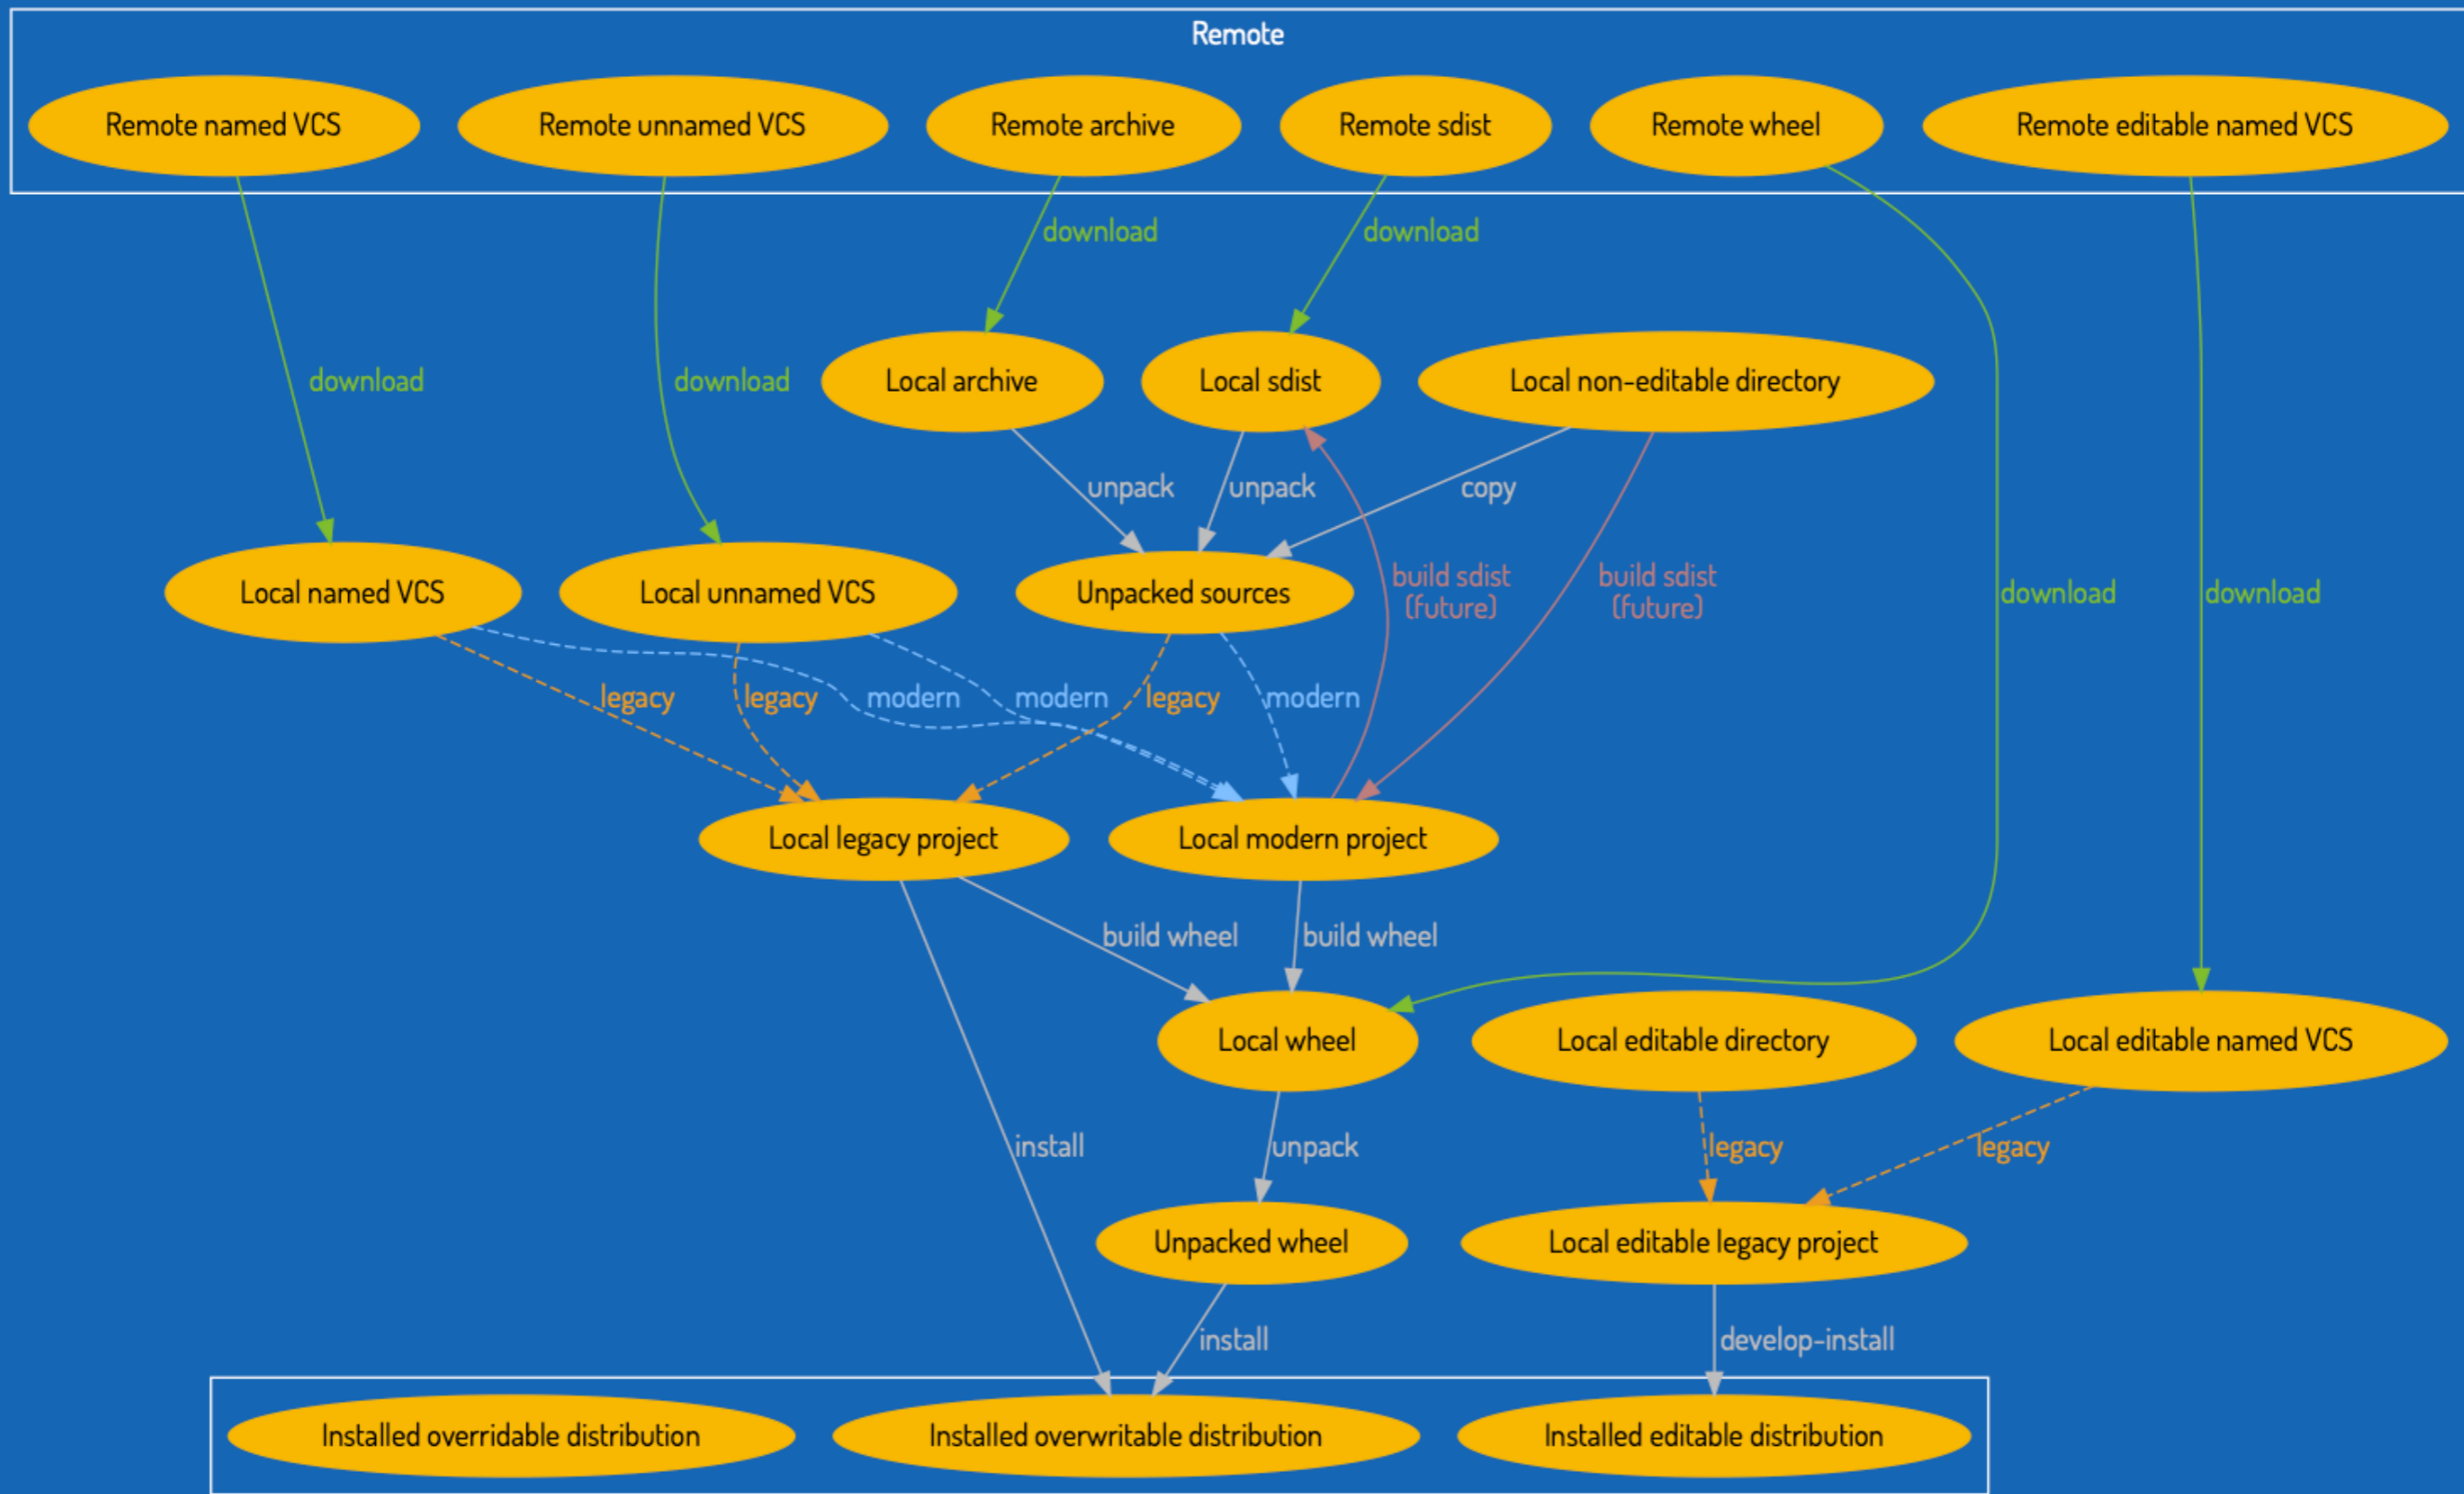 Remote
Remote named VCS
Remote unnamed VCS
Remote archive
Remote sdist
Remote wheel
Remote editable named VCS
download
download
download
Local archive
Local sdist
Local non-editable directory
download
unpack
unpack
copy
build sdist
(future)
build sdist
(future)
Local named VCS
Local unnamed VCS
Unpacked sources
download
download
legacy
legacy
modern
modern
legacy
modern
Local legacy project
Local modern project
build wheel
build wheel
Local wheel
Local editable directory
Local editable named VCS
install
unpack
legacy
legacy
Unpacked wheel
Local editable legacy project
install
develop-install
Installed overridable distribution
Installed overwritable distribution
Installed editable distribution